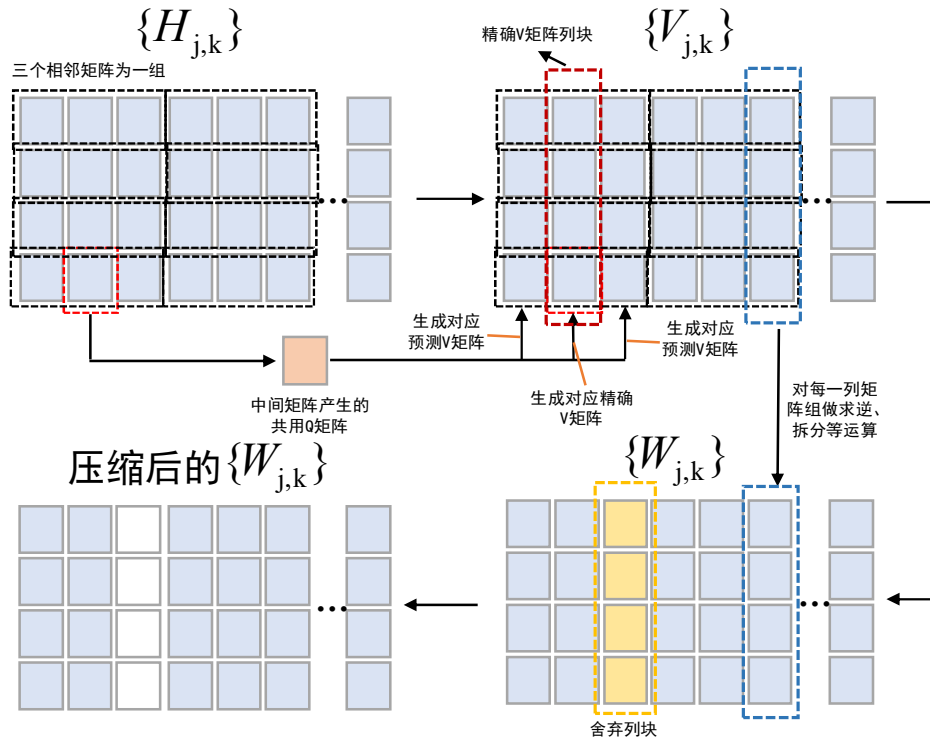 {H_{j,k}}
精确V矩阵列块
{V_{j,k}}
三个相邻矩阵为一组
...
...
生成对应
预测V矩阵
生成对应
预测V矩阵
中间矩阵产生的
共用Q矩阵
生成对应精确
V矩阵
对每一列矩
阵组做求逆、
拆分等运算
压缩后的{W_{j,k}}
{W_{j,k}}
...
...
舍弃列块